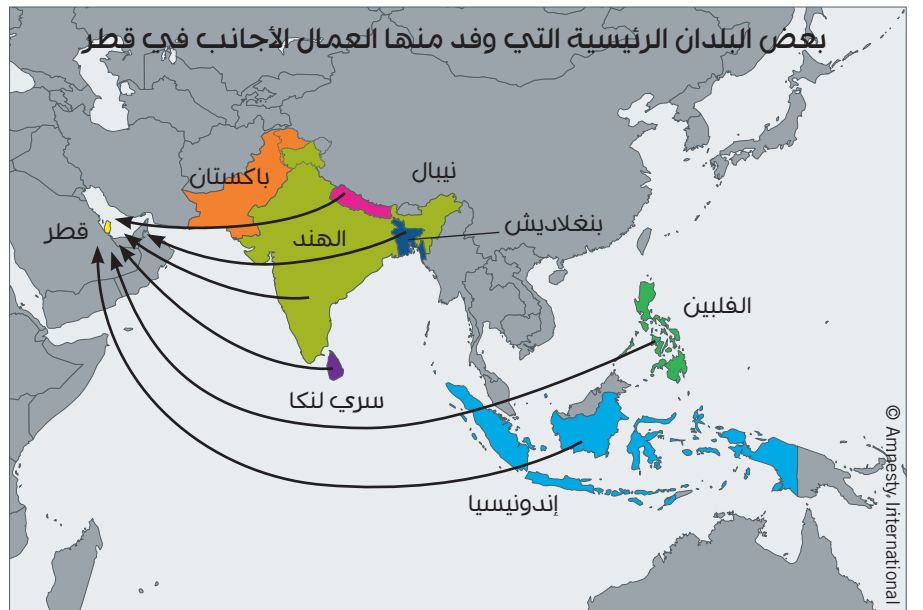 بعض البلدان الرئيسية التي وفد منها العمال الأجانب في قطر
نيبال
باكستان
بنغلاديش
قطر
الهند
الفلبين
سري لنكا
إندونيسيا
© Amnesty International